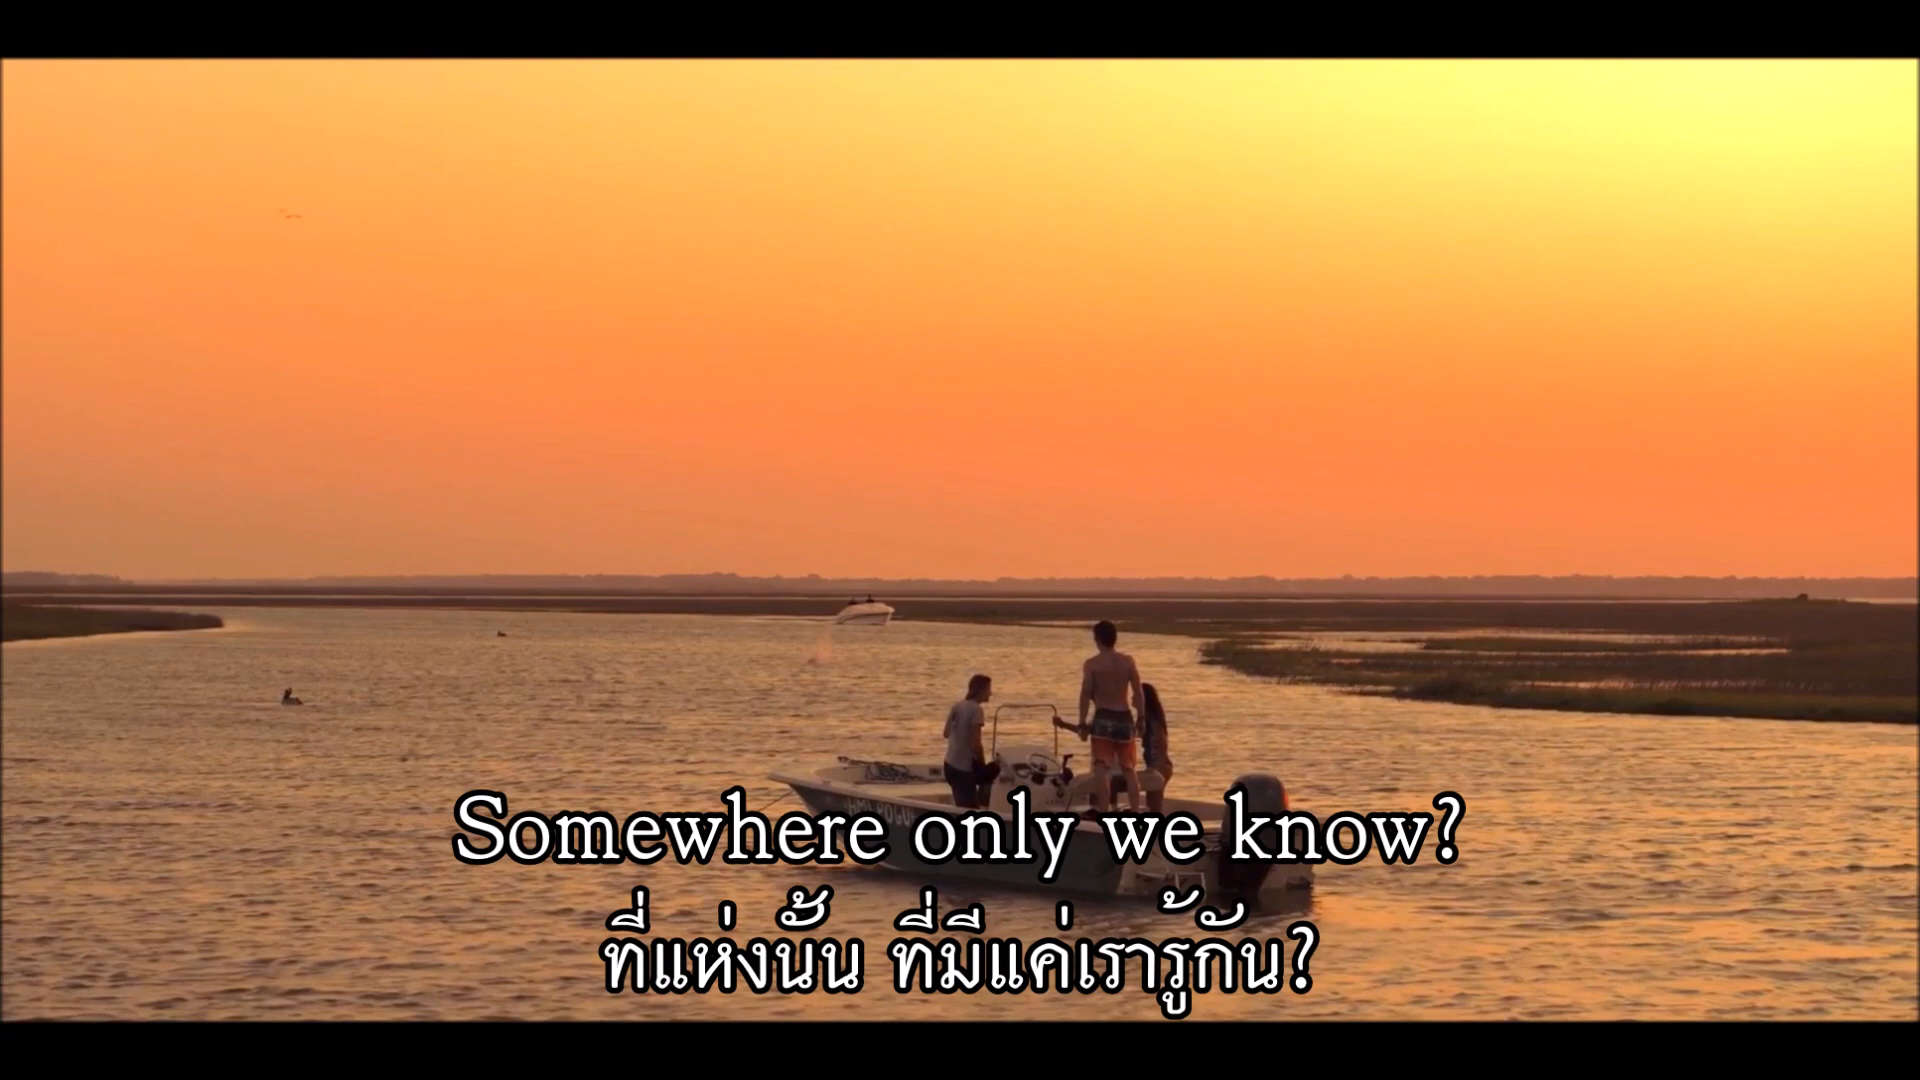 Somewhere only we know?
ที่แห่งนั้น ที่มีแค่เรารู้กัน?